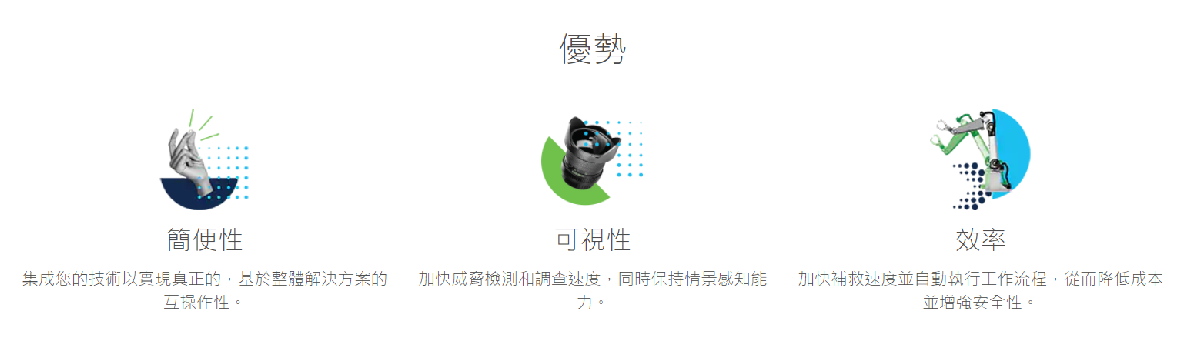 優勢
簡便性
集成您的技術以實現真正的，基於整體解決方案的
互操作性。
可視性
加快威脅檢測和調查速度，同時保持情景感知能
力。
效率
加快補救速度並自動執行工作流程，從而降低成本
並增強安全性。